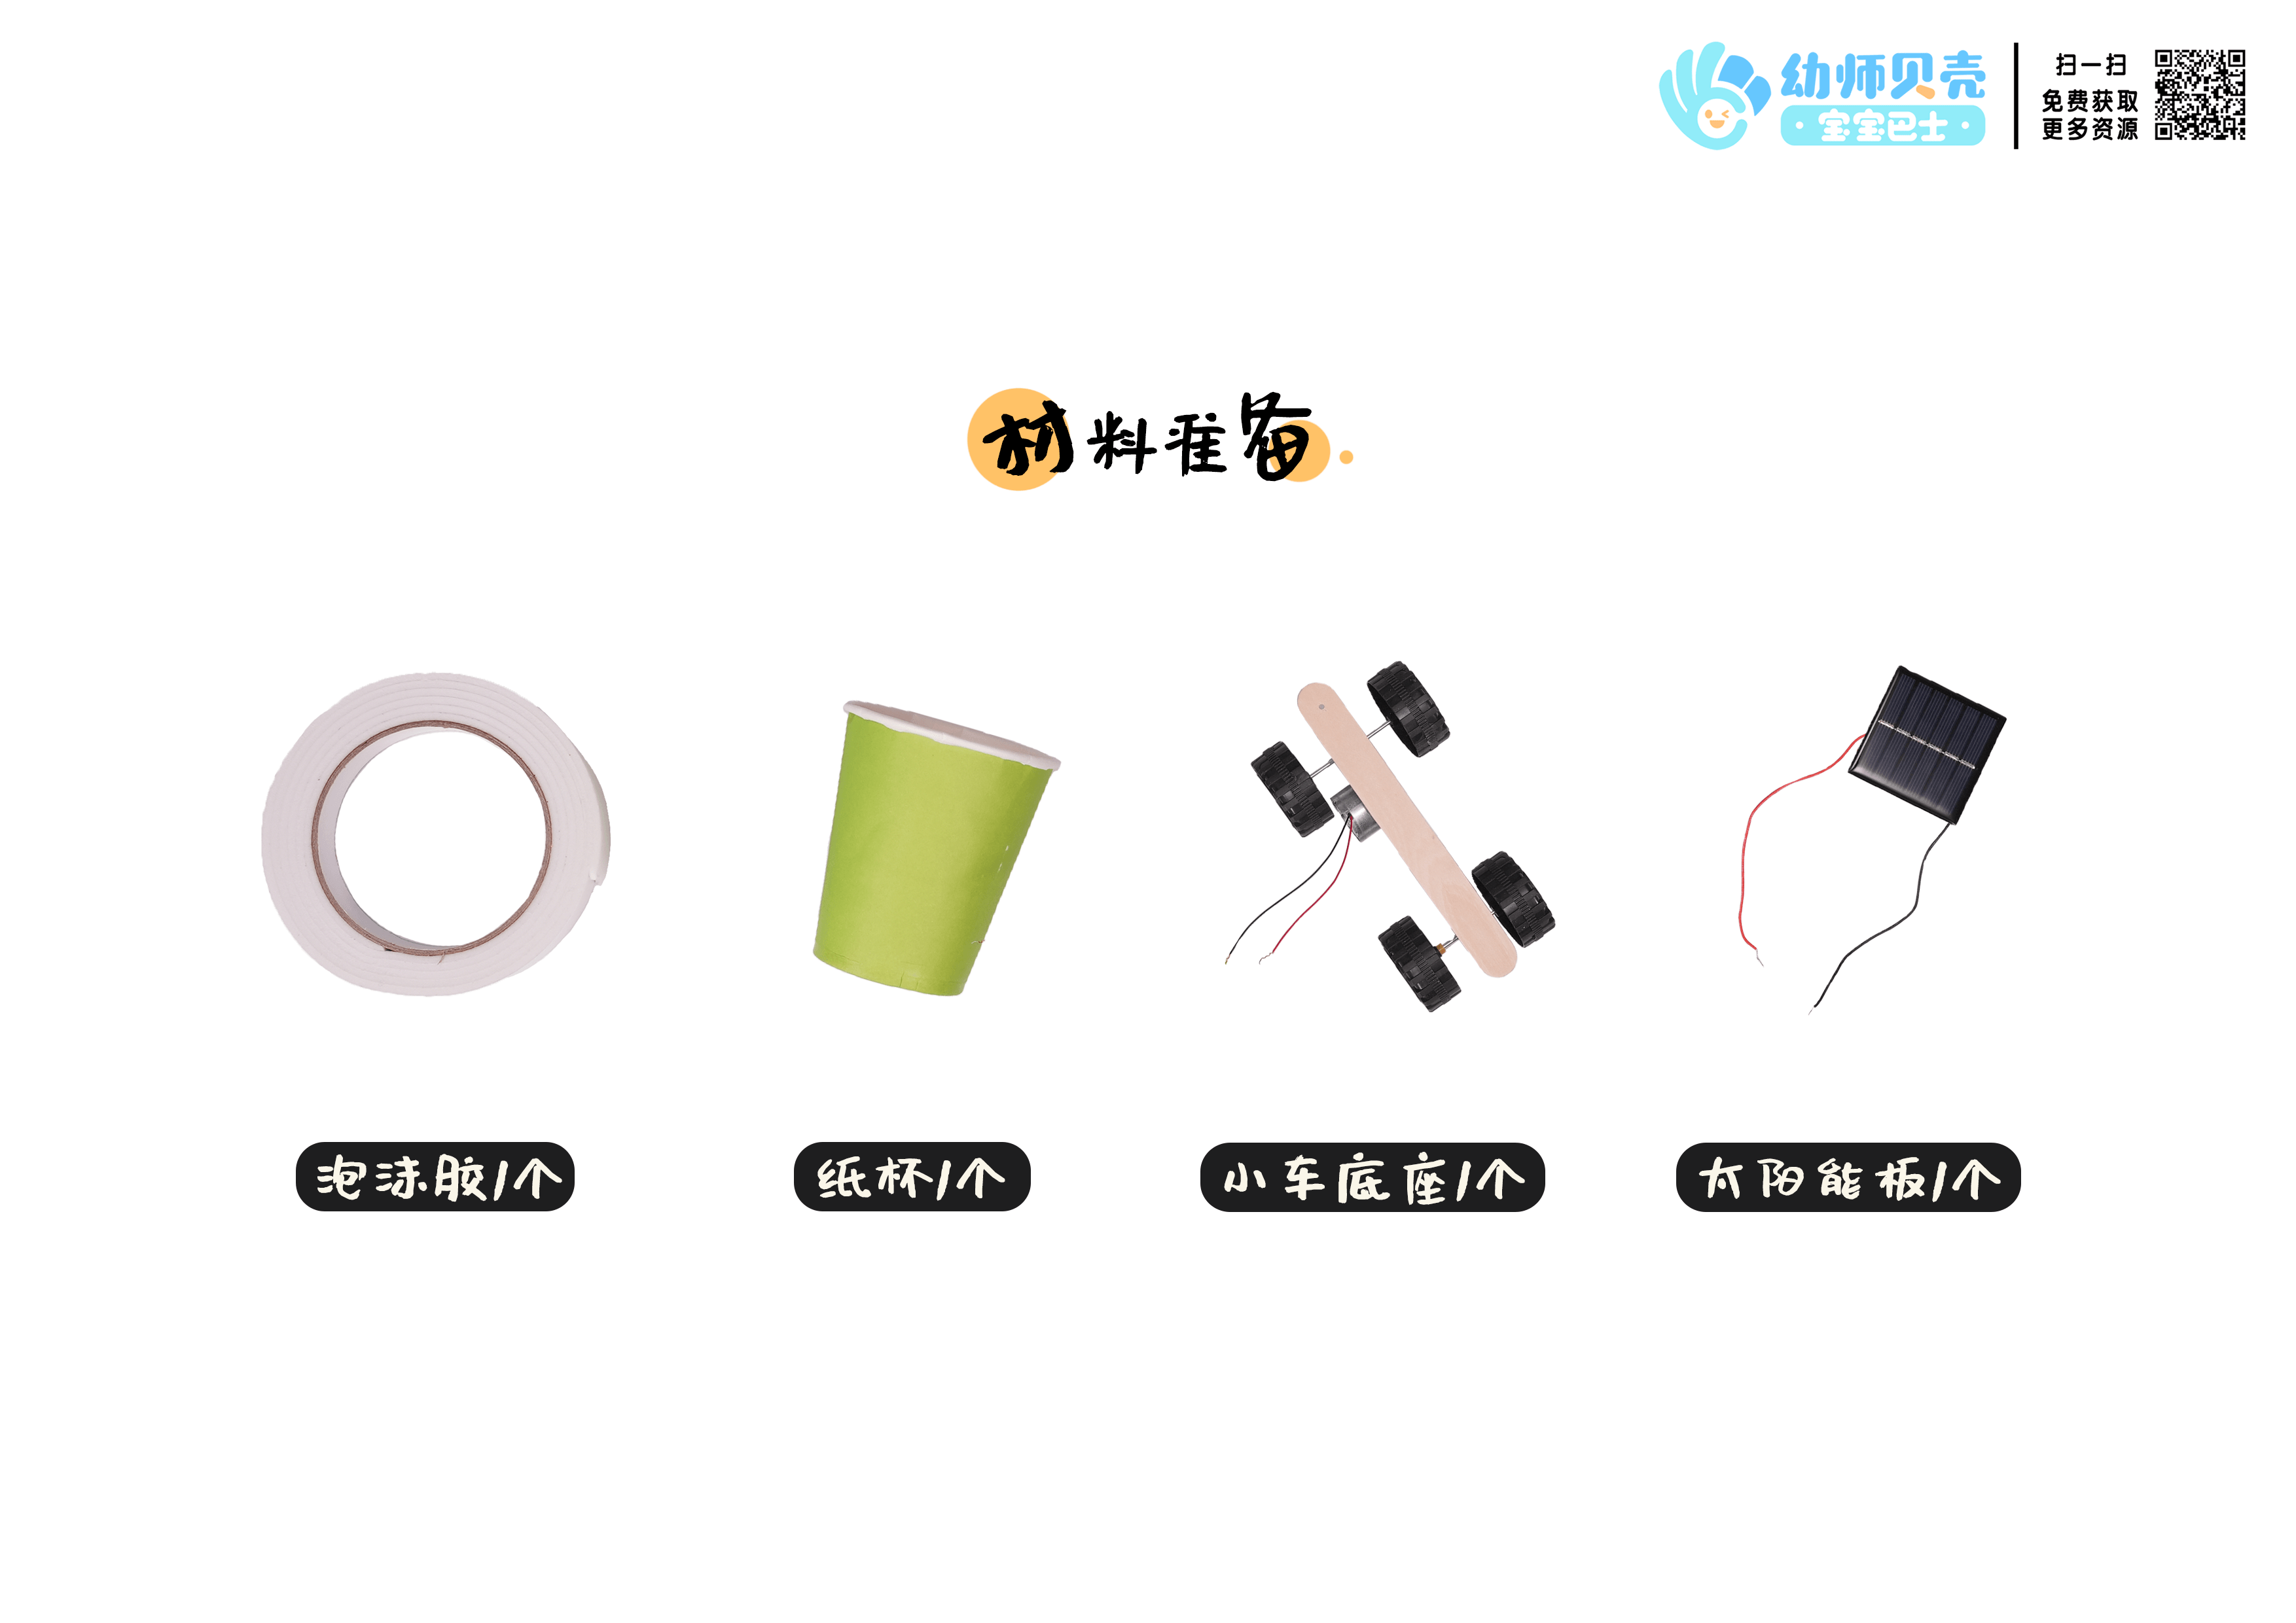 幼师贝壳
·宝宝巴士·
扫一扫
免费获取
更多资源
材料准备
泡沫胶1个
纸杯1个
小车底座1个
太阳能板1个